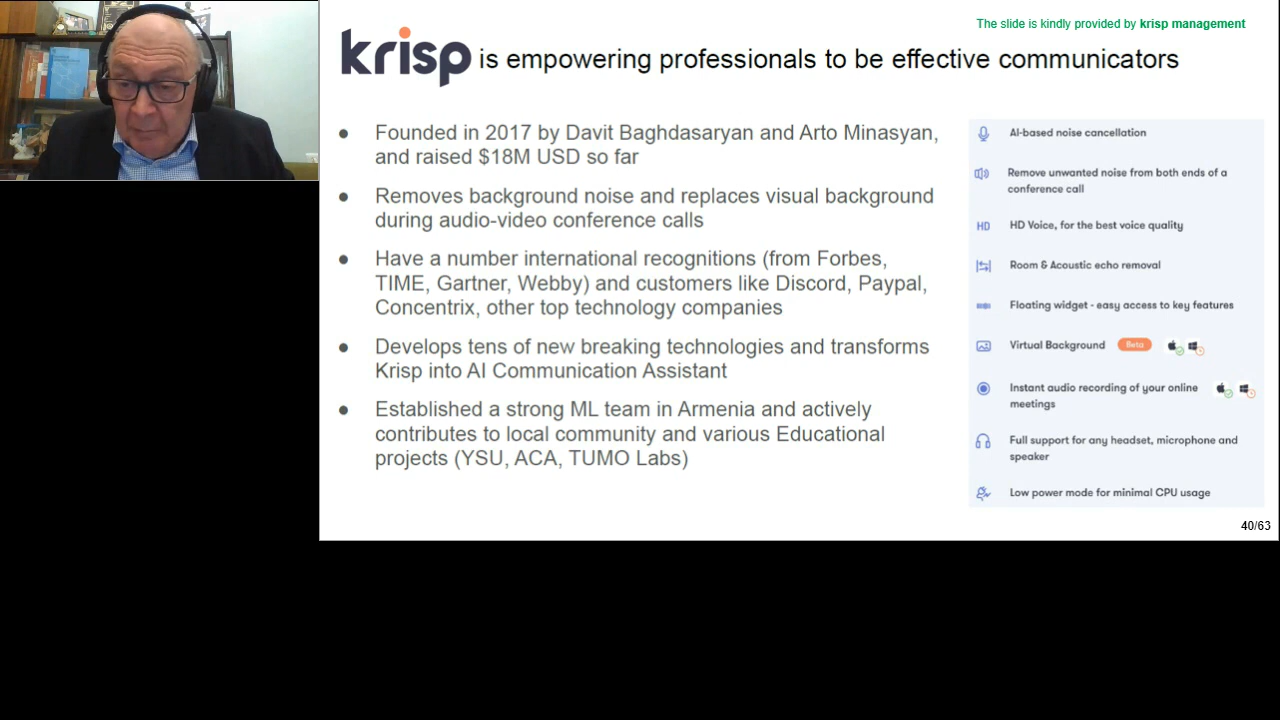 The slide is kindly provided by krisp management
krisp is empowering professionals to be effective communicators
● Founded in 2017 by Davit Baghdasaryan and Arto Minasyan,
and raised $18M USD so far
● Removes background noise and replaces visual background
during audio-video conference calls
● Have a number international recognitions (from Forbes,
TIME, Gartner, Webby) and customers like Discord, Paypal,
Concentrix, other top technology companies
● Develops tens of new breaking technologies and transforms
Krisp into AI Communication Assistant
● Established a strong ML team in Armenia and actively
contributes to local community and various Educational
projects (YSU, ACA, TUMO Labs)
AI-based noise cancellation
Remove unwanted noise from both ends of a
conference call
HD HD Voice, for the best voice quality
Room & Acoustic echo removal
Floating widget - easy access to key features
Virtual Background Beta
Instant audio recording of your online
meetings
Full support for any headset, microphone and
speaker
Low power mode for minimal CPU usage
40/63